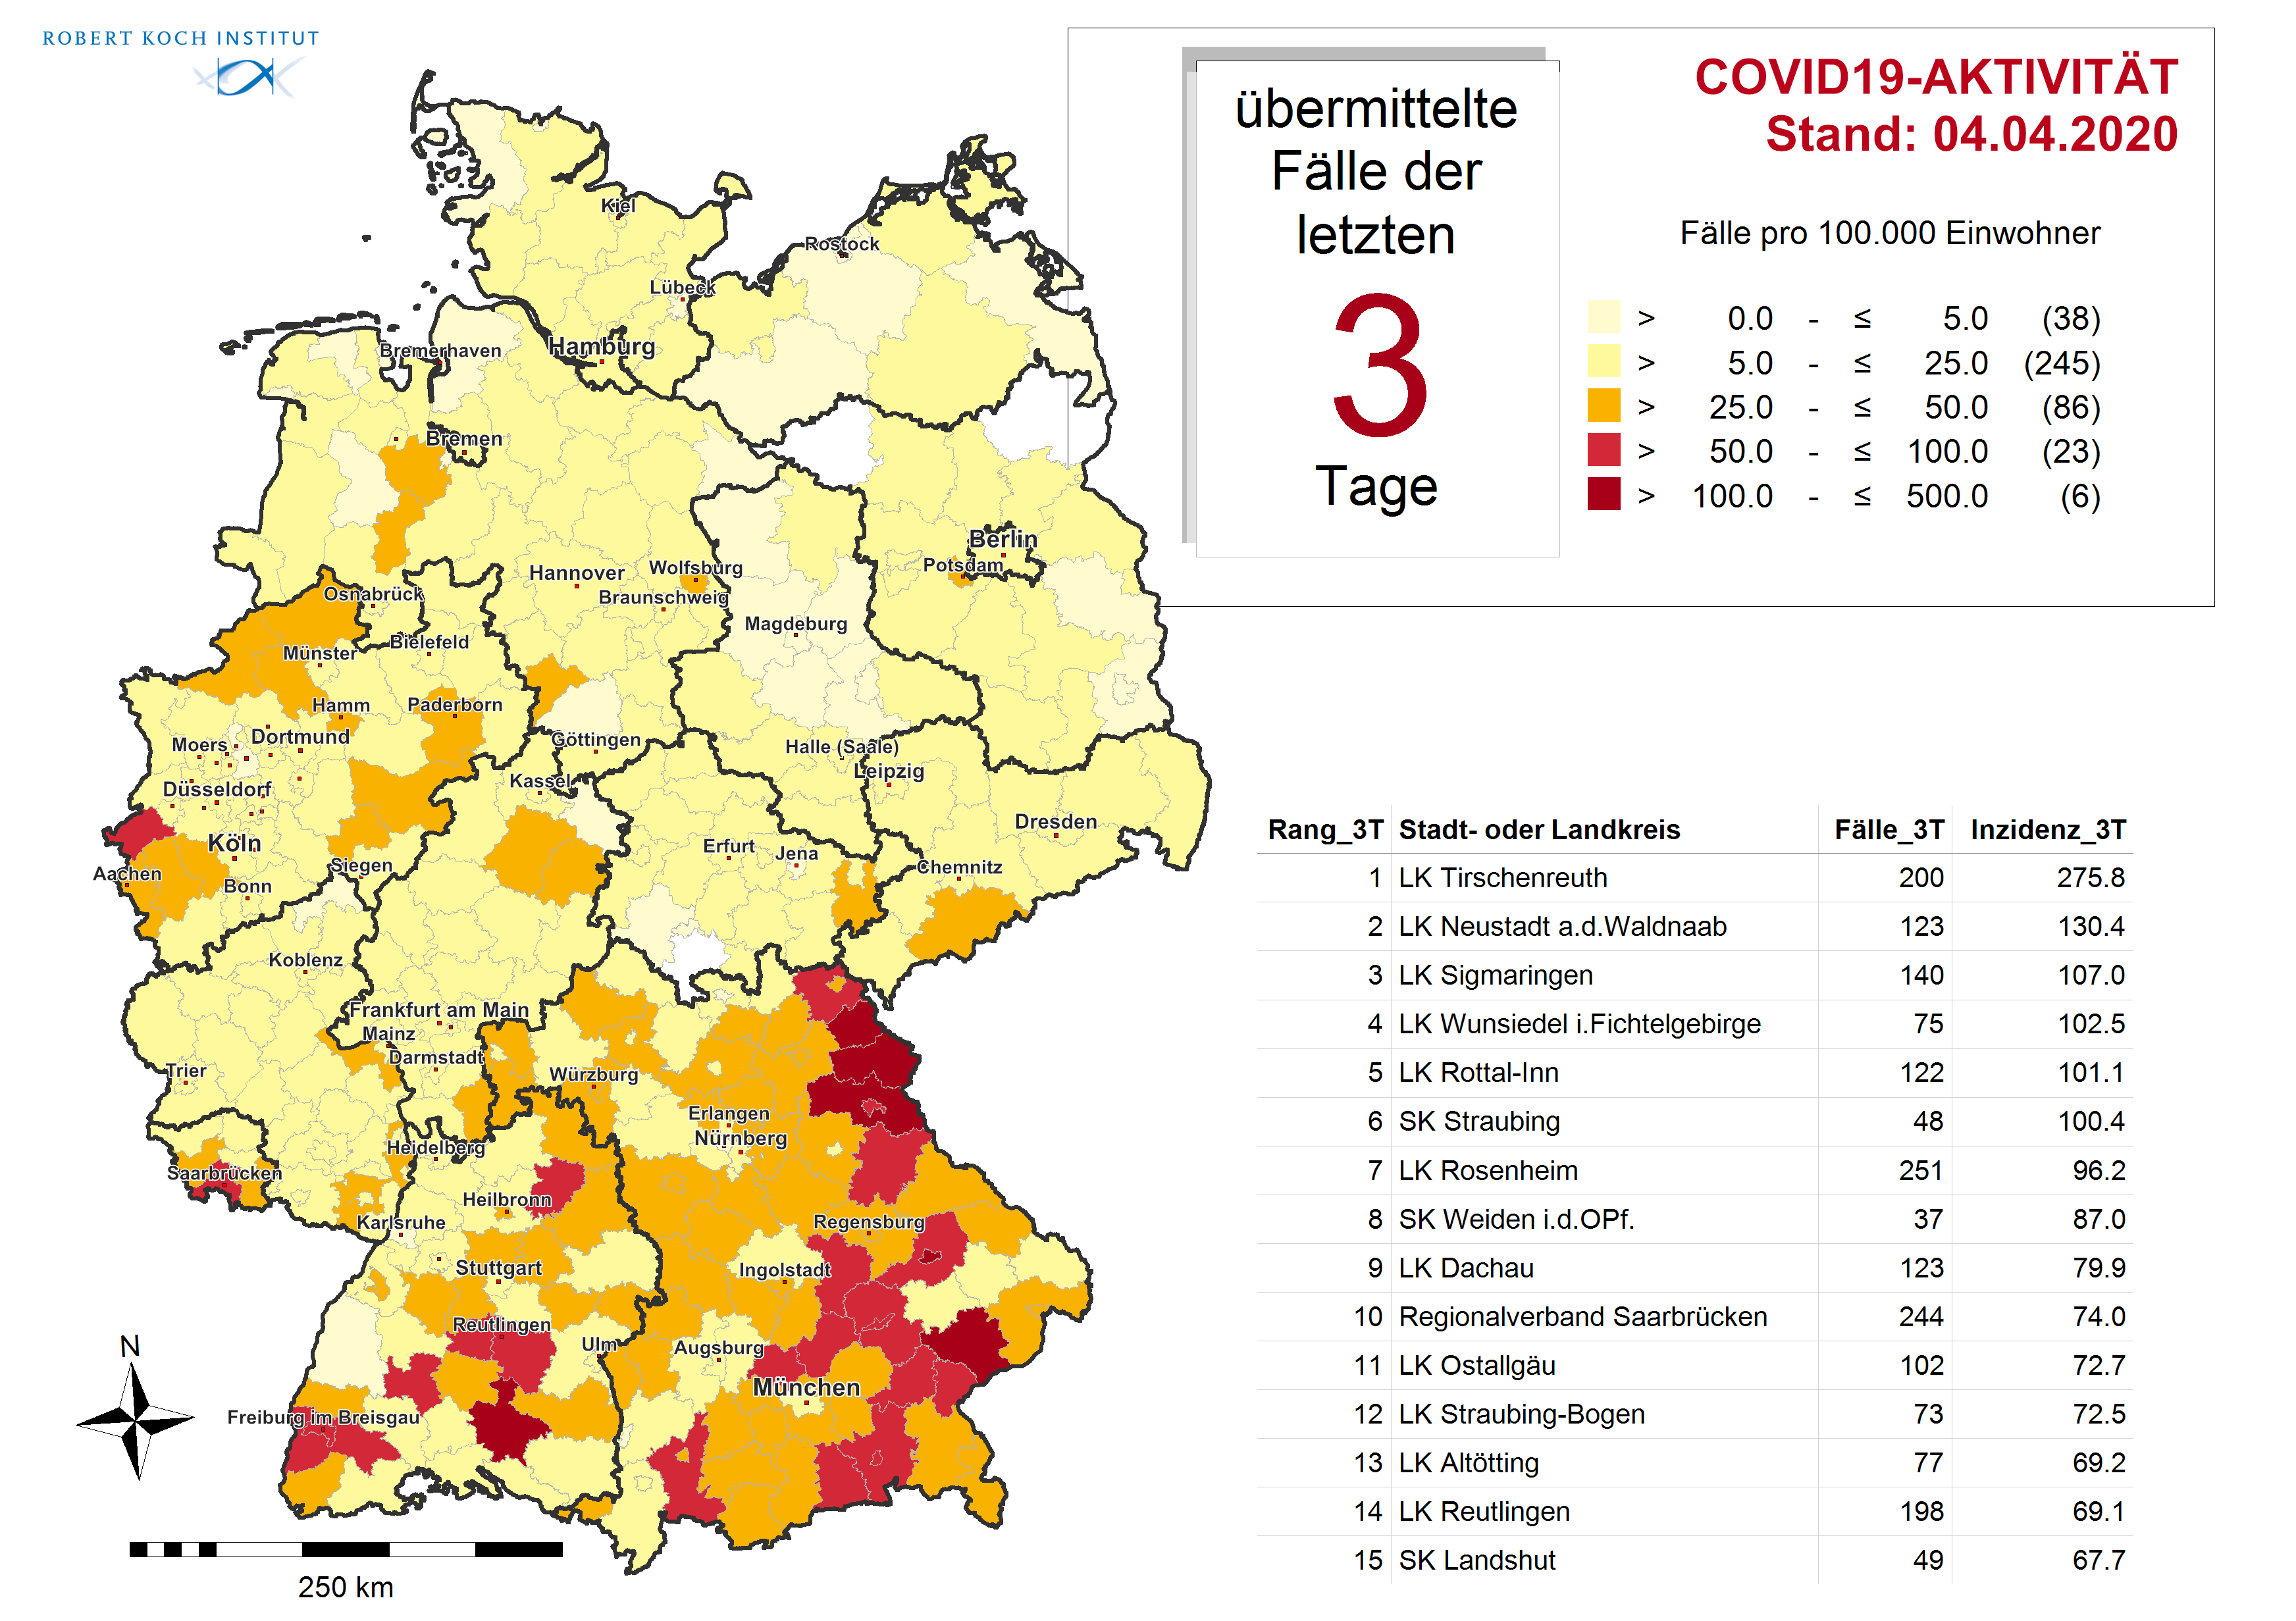 ROBERT KOCH INSTITUT
übermittelte
Fälle der
letzten
3
Tage
COVID19-AKTIVITÄT
Stand: 04.04.2020
Fälle pro 100.000 Einwohner
> 0.0 - ≤ 5.0 (38)
> 5.0 - ≤ 25.0 (245)
> 25.0 - ≤ 50.0 (86)
> 50.0 - ≤ 100.0 (23)
> 100.0 - ≤ 500.0 (6)
Kiel
Rostock
Lübeck
Hamburg
Bremerhaven
Bremen
Berlin
Potsdam
Hannover
Wolfsburg
Braunschweig
Osnabrück
Magdeburg
Bielefeld
Münster
Hamm
Paderborn
Moers
Dortmund
Göttingen
Halle (Saale)
Leipzig
Kassel
Düsseldorf
Dresden
Köln
Erfurt
Jena
Siegen
Chemnitz
Aachen
Bonn
Koblenz
Frankfurt am Main
Mainz
Darmstadt
Trier
Würzburg
Erlangen
Nürnberg
Heidelberg
Saarbrücken
Heilbronn
Karlsruhe
Regensburg
Stuttgart
Ingolstadt
Reutlingen
Ulm
Augsburg
München
Freiburg im Breisgau
N
250 km
Rang_3T Stadt- oder Landkreis Fälle_3T Inzidenz_3T
1 LK Tirschenreuth 200 275.8
2 LK Neustadt a.d.Waldnaab 123 130.4
3 LK Sigmaringen 140 107.0
4 LK Wunsiedel i.Fichtelgebirge 75 102.5
5 LK Rottal-Inn 122 101.1
6 SK Straubing 48 100.4
7 LK Rosenheim 251 96.2
8 SK Weiden i.d.OPf. 37 87.0
9 LK Dachau 123 79.9
10 Regionalverband Saarbrücken 244 74.0
11 LK Ostallgäu 102 72.7
12 LK Straubing-Bogen 73 72.5
13 LK Altötting 77 69.2
14 LK Reutlingen 198 69.1
15 SK Landshut 49 67.7